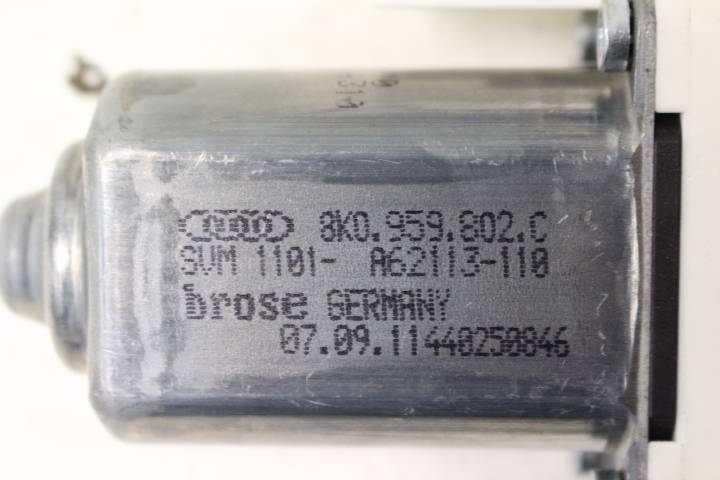 8K0.959.802.C
SVM 1101- A62113-110
brose GERMANY
07.09.11440250846